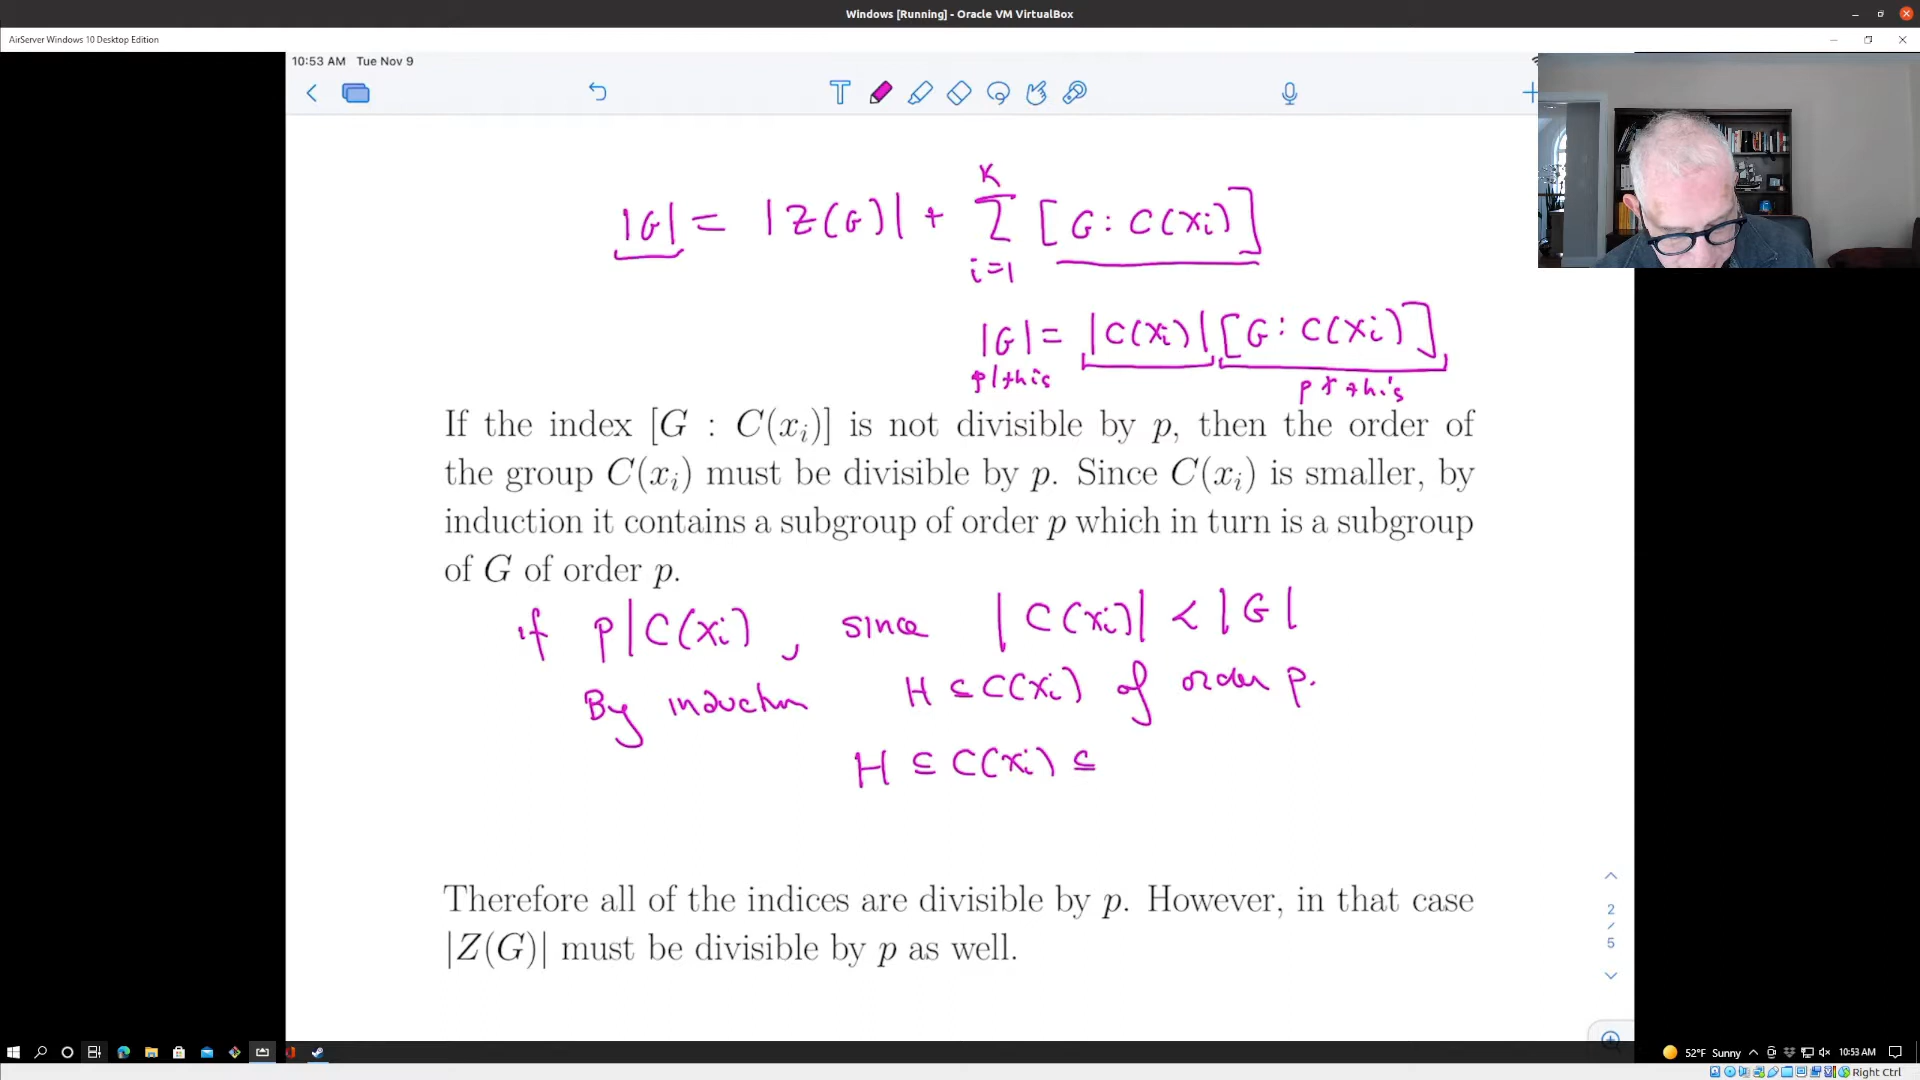 Windows [Running] - Oracle VM VirtualBox
AirServer Windows 10 Desktop Edition
10:53 AM Tue Nov 9
|G| = |Z(G)| + ∑ [G : C(xi)]
K
i=1
|G| = |C(xi)| [G : C(xi)]
p|this p∤this
If the index [G : C(xᵢ)] is not divisible by p, then the order of
the group C(xᵢ) must be divisible by p. Since C(xᵢ) is smaller, by
induction it contains a subgroup of order p which in turn is a subgroup
of G of order p.
if p|C(xi), since |C(xi)| < |G|
By induction H ⊆ C(xi) of order p.
H ⊆ C(xi) ⊆
Therefore all of the indices are divisible by p. However, in that case
|Z(G)| must be divisible by p as well.
2
/
5
52°F Sunny 10:53 AM
Right Ctrl